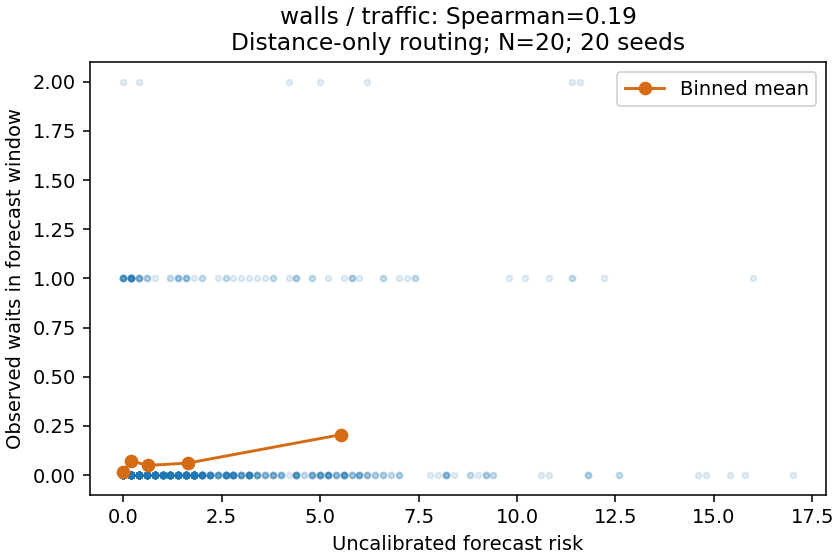 walls / traffic: Spearman=0.19
Distance-only routing; N=20; 20 seeds
Binned mean
Observed waits in forecast window
2.00
1.75
1.50
1.25
1.00
0.75
0.50
0.25
0.00
0.0 2.5 5.0 7.5 10.0 12.5 15.0 17.5
Uncalibrated forecast risk